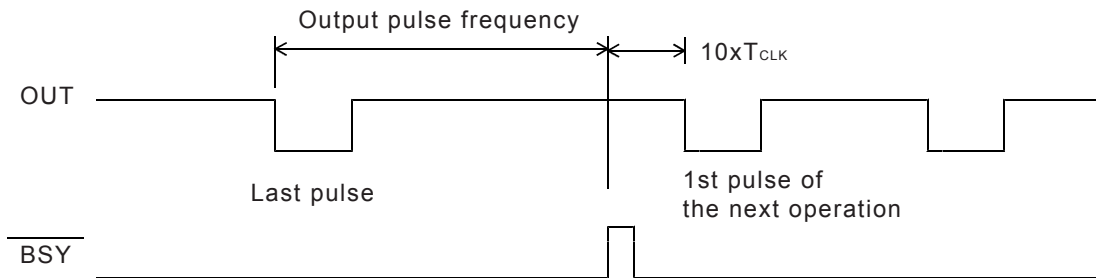 Output pulse frequency
10xTCLK
OUT
Last pulse
1st pulse of
the next operation
BSY